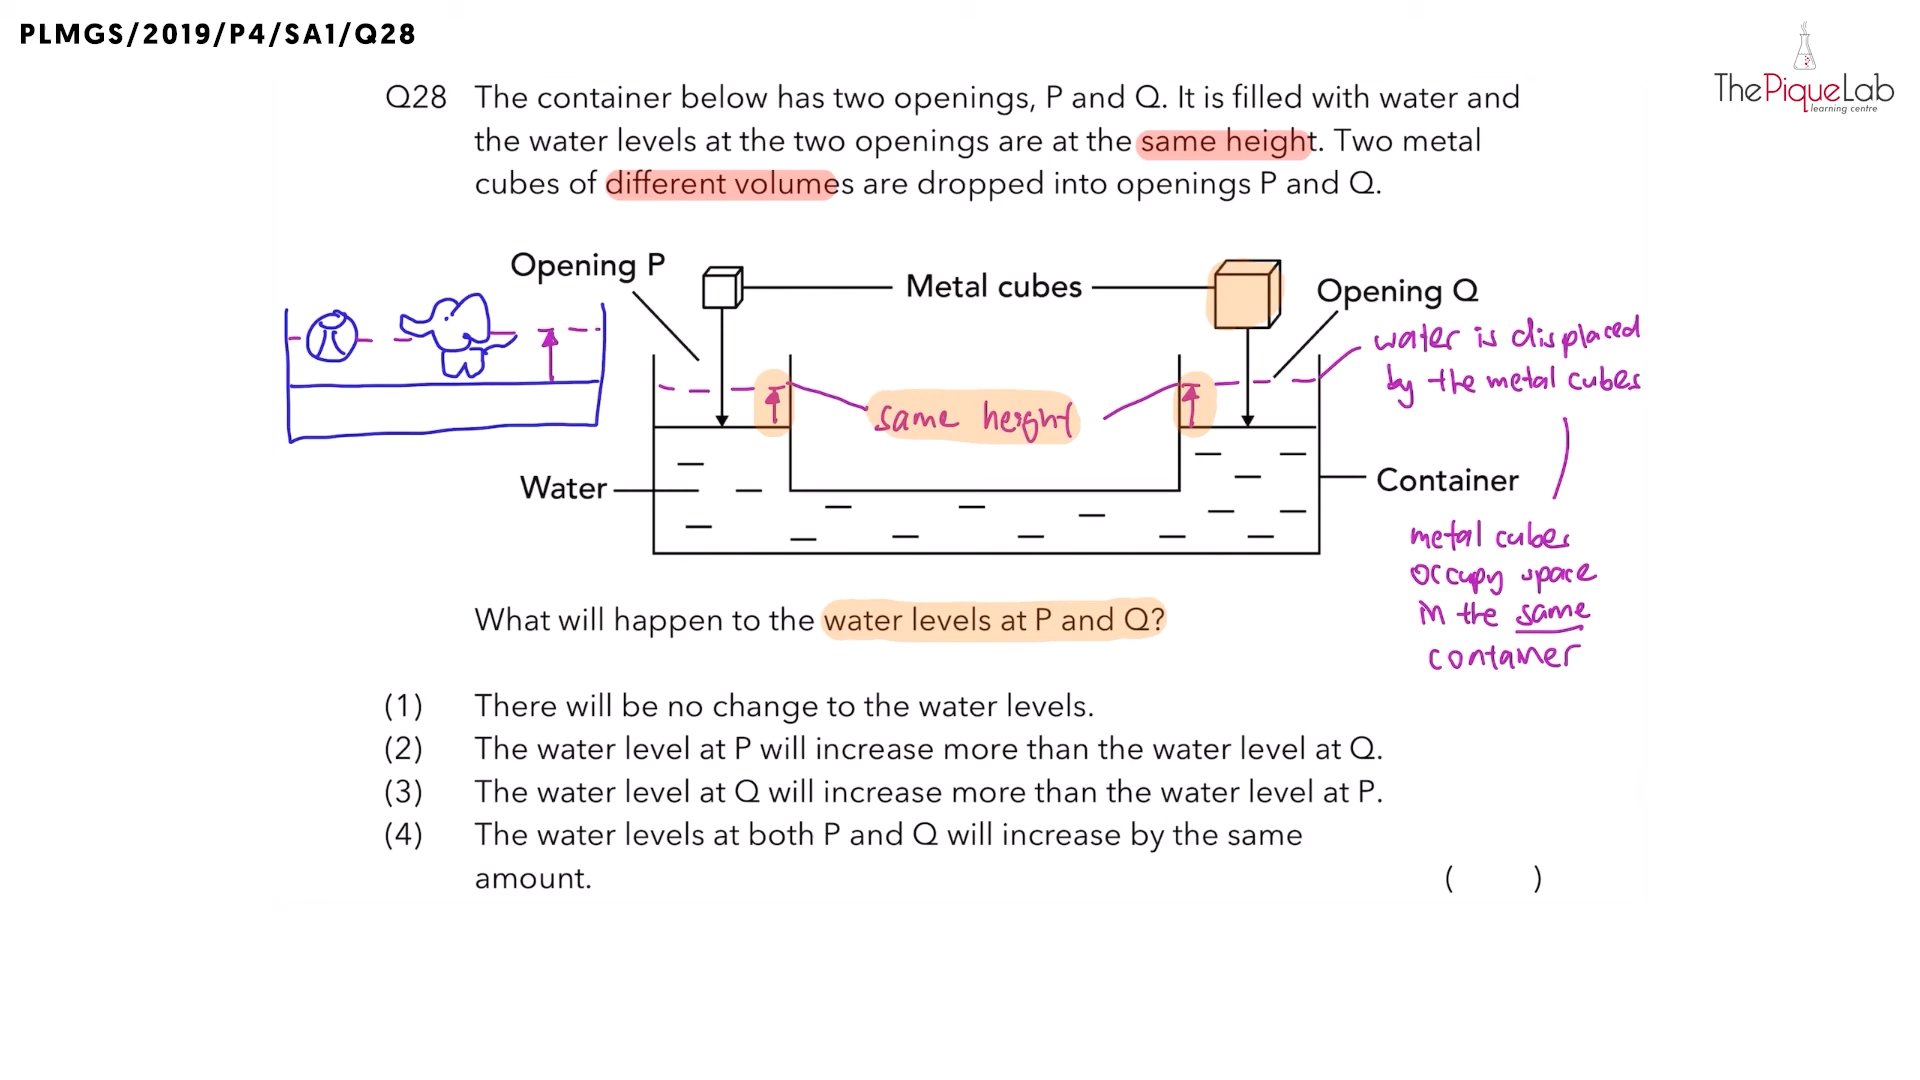 PLMGS/2019/P4/SA1/Q28
ThePiqueLab
learning centre
Q28 The container below has two openings, P and Q. It is filled with water and
the water levels at the two openings are at the same height. Two metal
cubes of different volumes are dropped into openings P and Q.
Opening P
Metal cubes
Opening Q
water is displaced
by the metal cubes
same height
Water
Container
metal cubes
occupy space
in the same
container
What will happen to the water levels at P and Q?
(1) There will be no change to the water levels.
(2) The water level at P will increase more than the water level at Q.
(3) The water level at Q will increase more than the water level at P.
(4) The water levels at both P and Q will increase by the same
amount. ( )